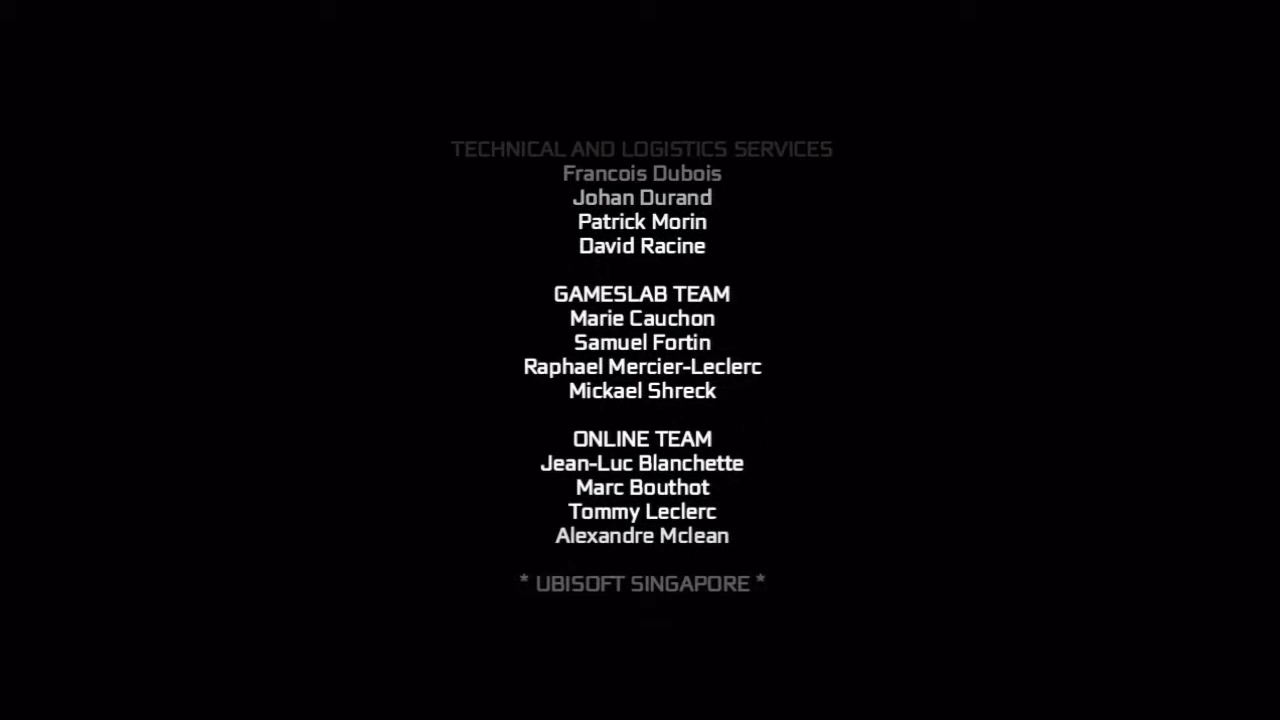 TECHNICAL AND LOGISTICS SERVICES
Francois Dubois
Johan Durand
Patrick Morin
David Racine
GAMESLAB TEAM
Marie Cauchon
Samuel Fortin
Raphael Mercier-Leclerc
Mickael Shreck
ONLINE TEAM
Jean-Luc Blanchette
Marc Bouthot
Tommy Leclerc
Alexandre Mclean
* UBISOFT SINGAPORE *